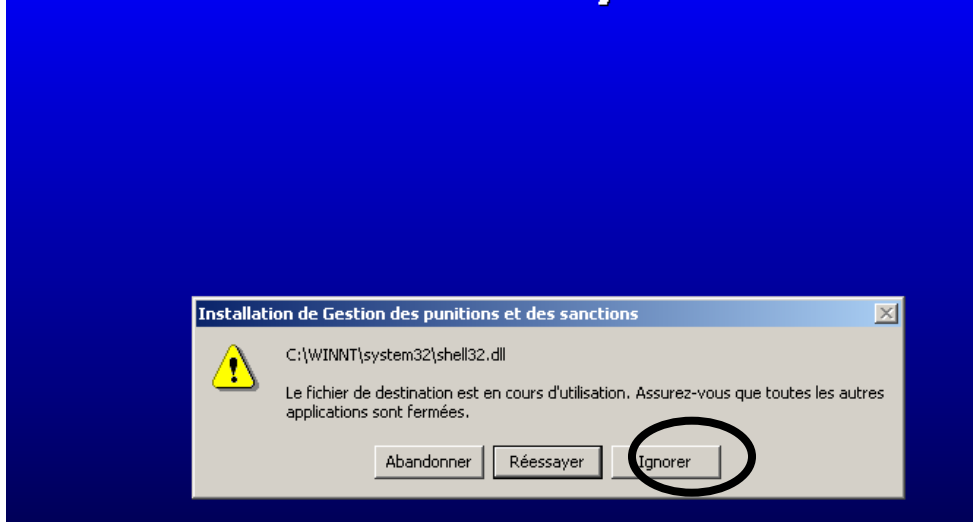 Installation de Gestion des punitions et des sanctions
C:\WINNT\system32\shell32.dll
Le fichier de destination est en cours d'utilisation. Assurez-vous que toutes les autres
applications sont fermées.
Abandonner Réessayer Ignorer